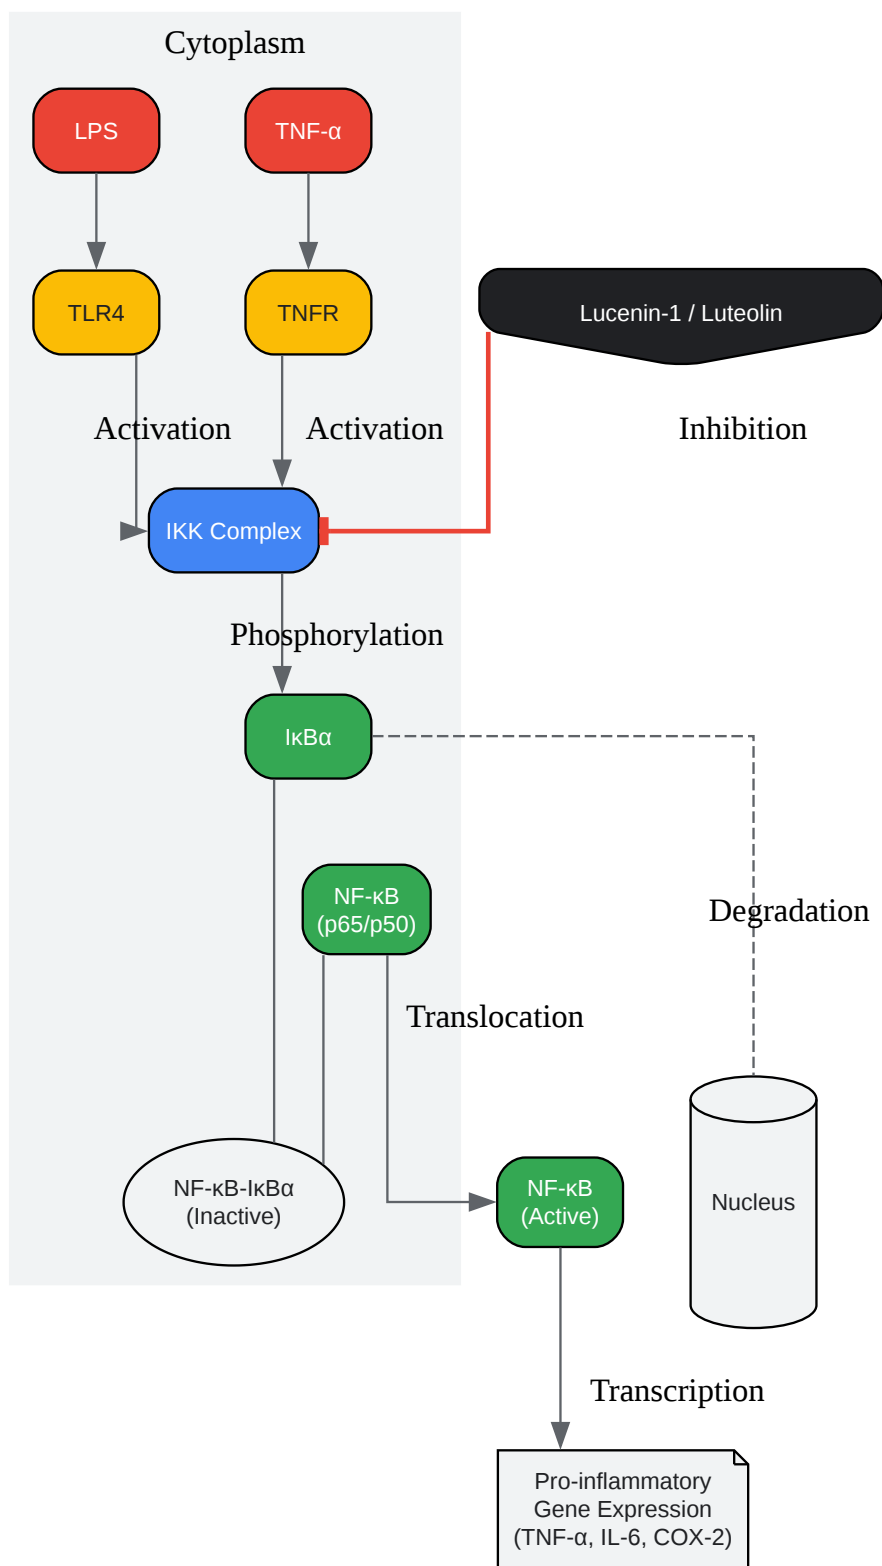 Cytoplasm
LPS
TNF-α
TLR4
TNFR
Lucenin-1 / Luteolin
Activation
Activation
Inhibition
IKK Complex
Phosphorylation
IκBα
NF-κB
(p65/p50)
Degradation
Translocation
NF-κB-IκBα
(Inactive)
NF-κB
(Active)
Nucleus
Transcription
Pro-inflammatory
Gene Expression
(TNF-α, IL-6, COX-2)